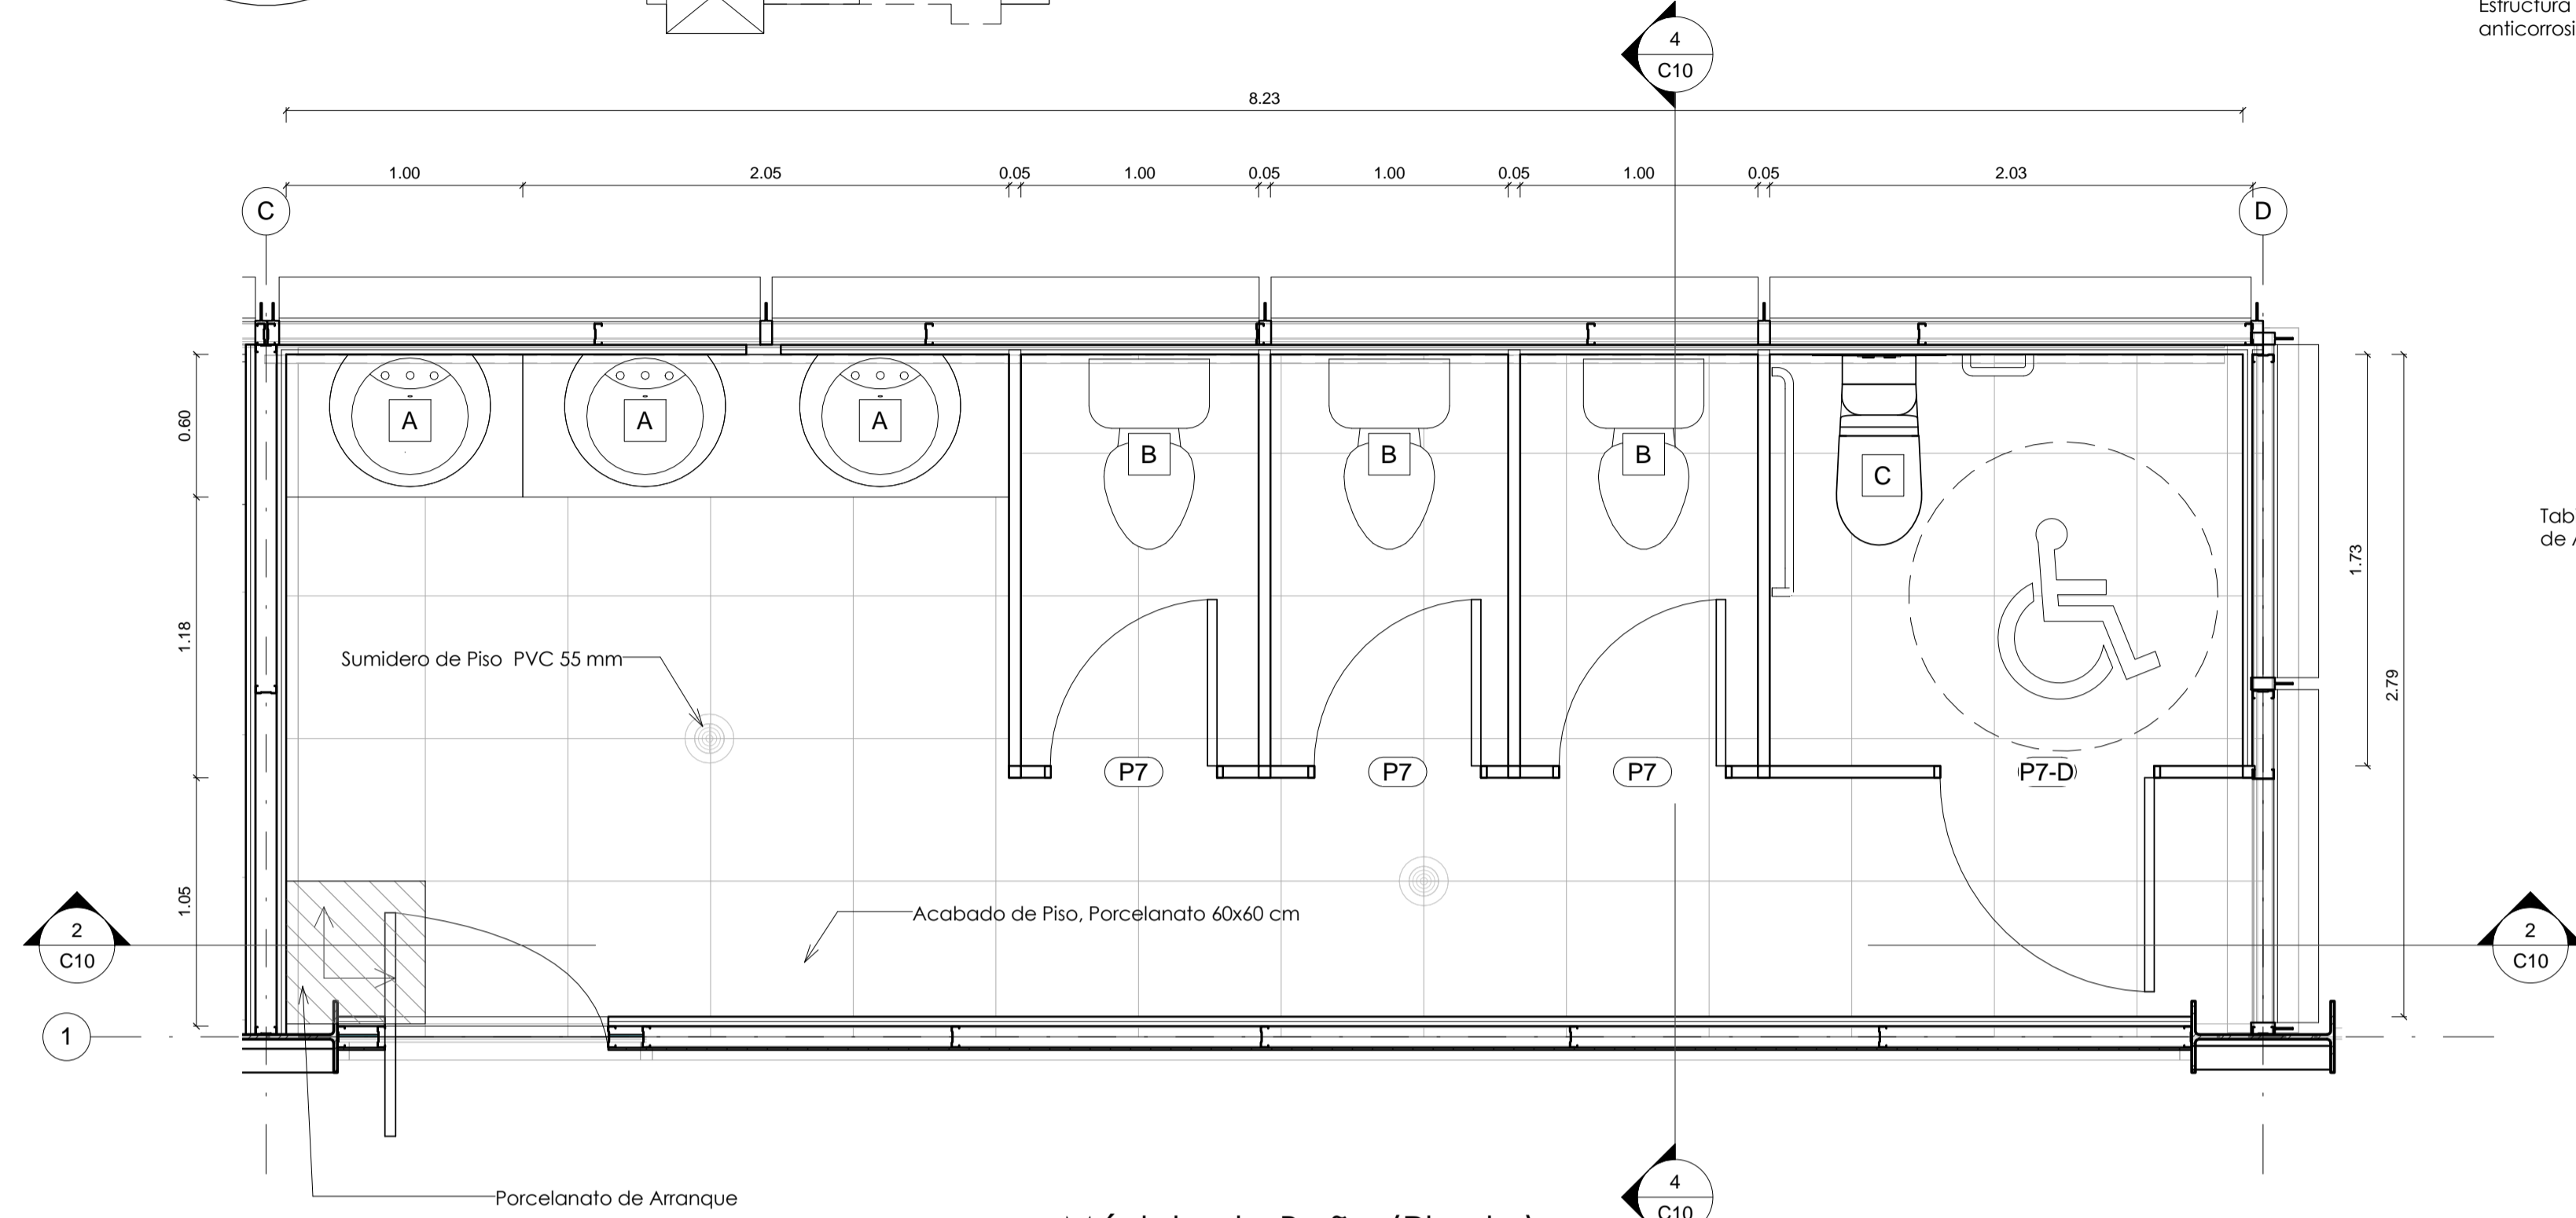 Estructura
anticorrosi
4
C10
8.23
1.00 2.05 0.05 1.00 0.05 1.00 0.05 1.00 0.05 2.03
C
D
A A A B B B C
0.60
Tab
de A
1.73
1.18
2.79
Sumidero de Piso PVC 55 mm
P7 P7 P7 P7-D
1.05
Acabado de Piso, Porcelanato 60x60 cm
2
C10
2
C10
1
Porcelanato de Arranque
4
C10